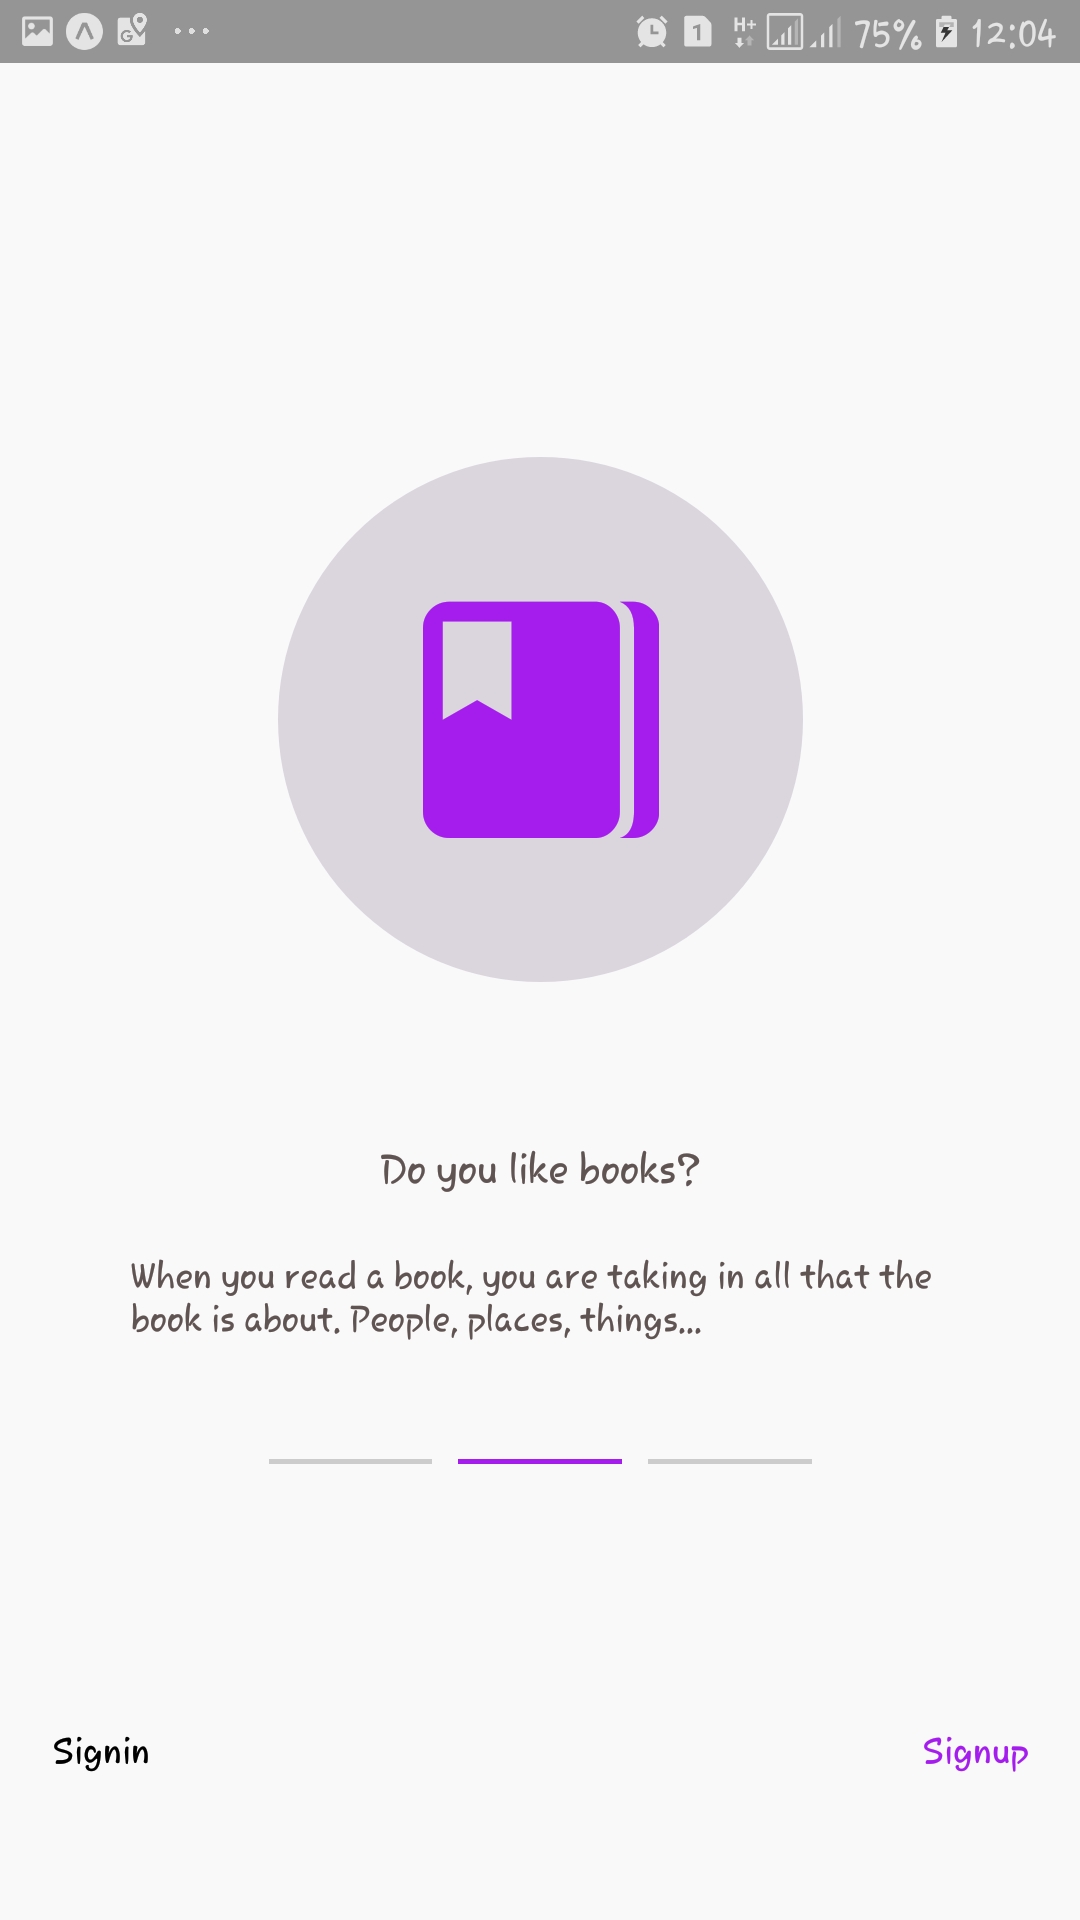 1 H+ 75% 12:04
Do you like books?
When you read a book, you are taking in all that the
book is about. People, places, things...
Signin
Signup